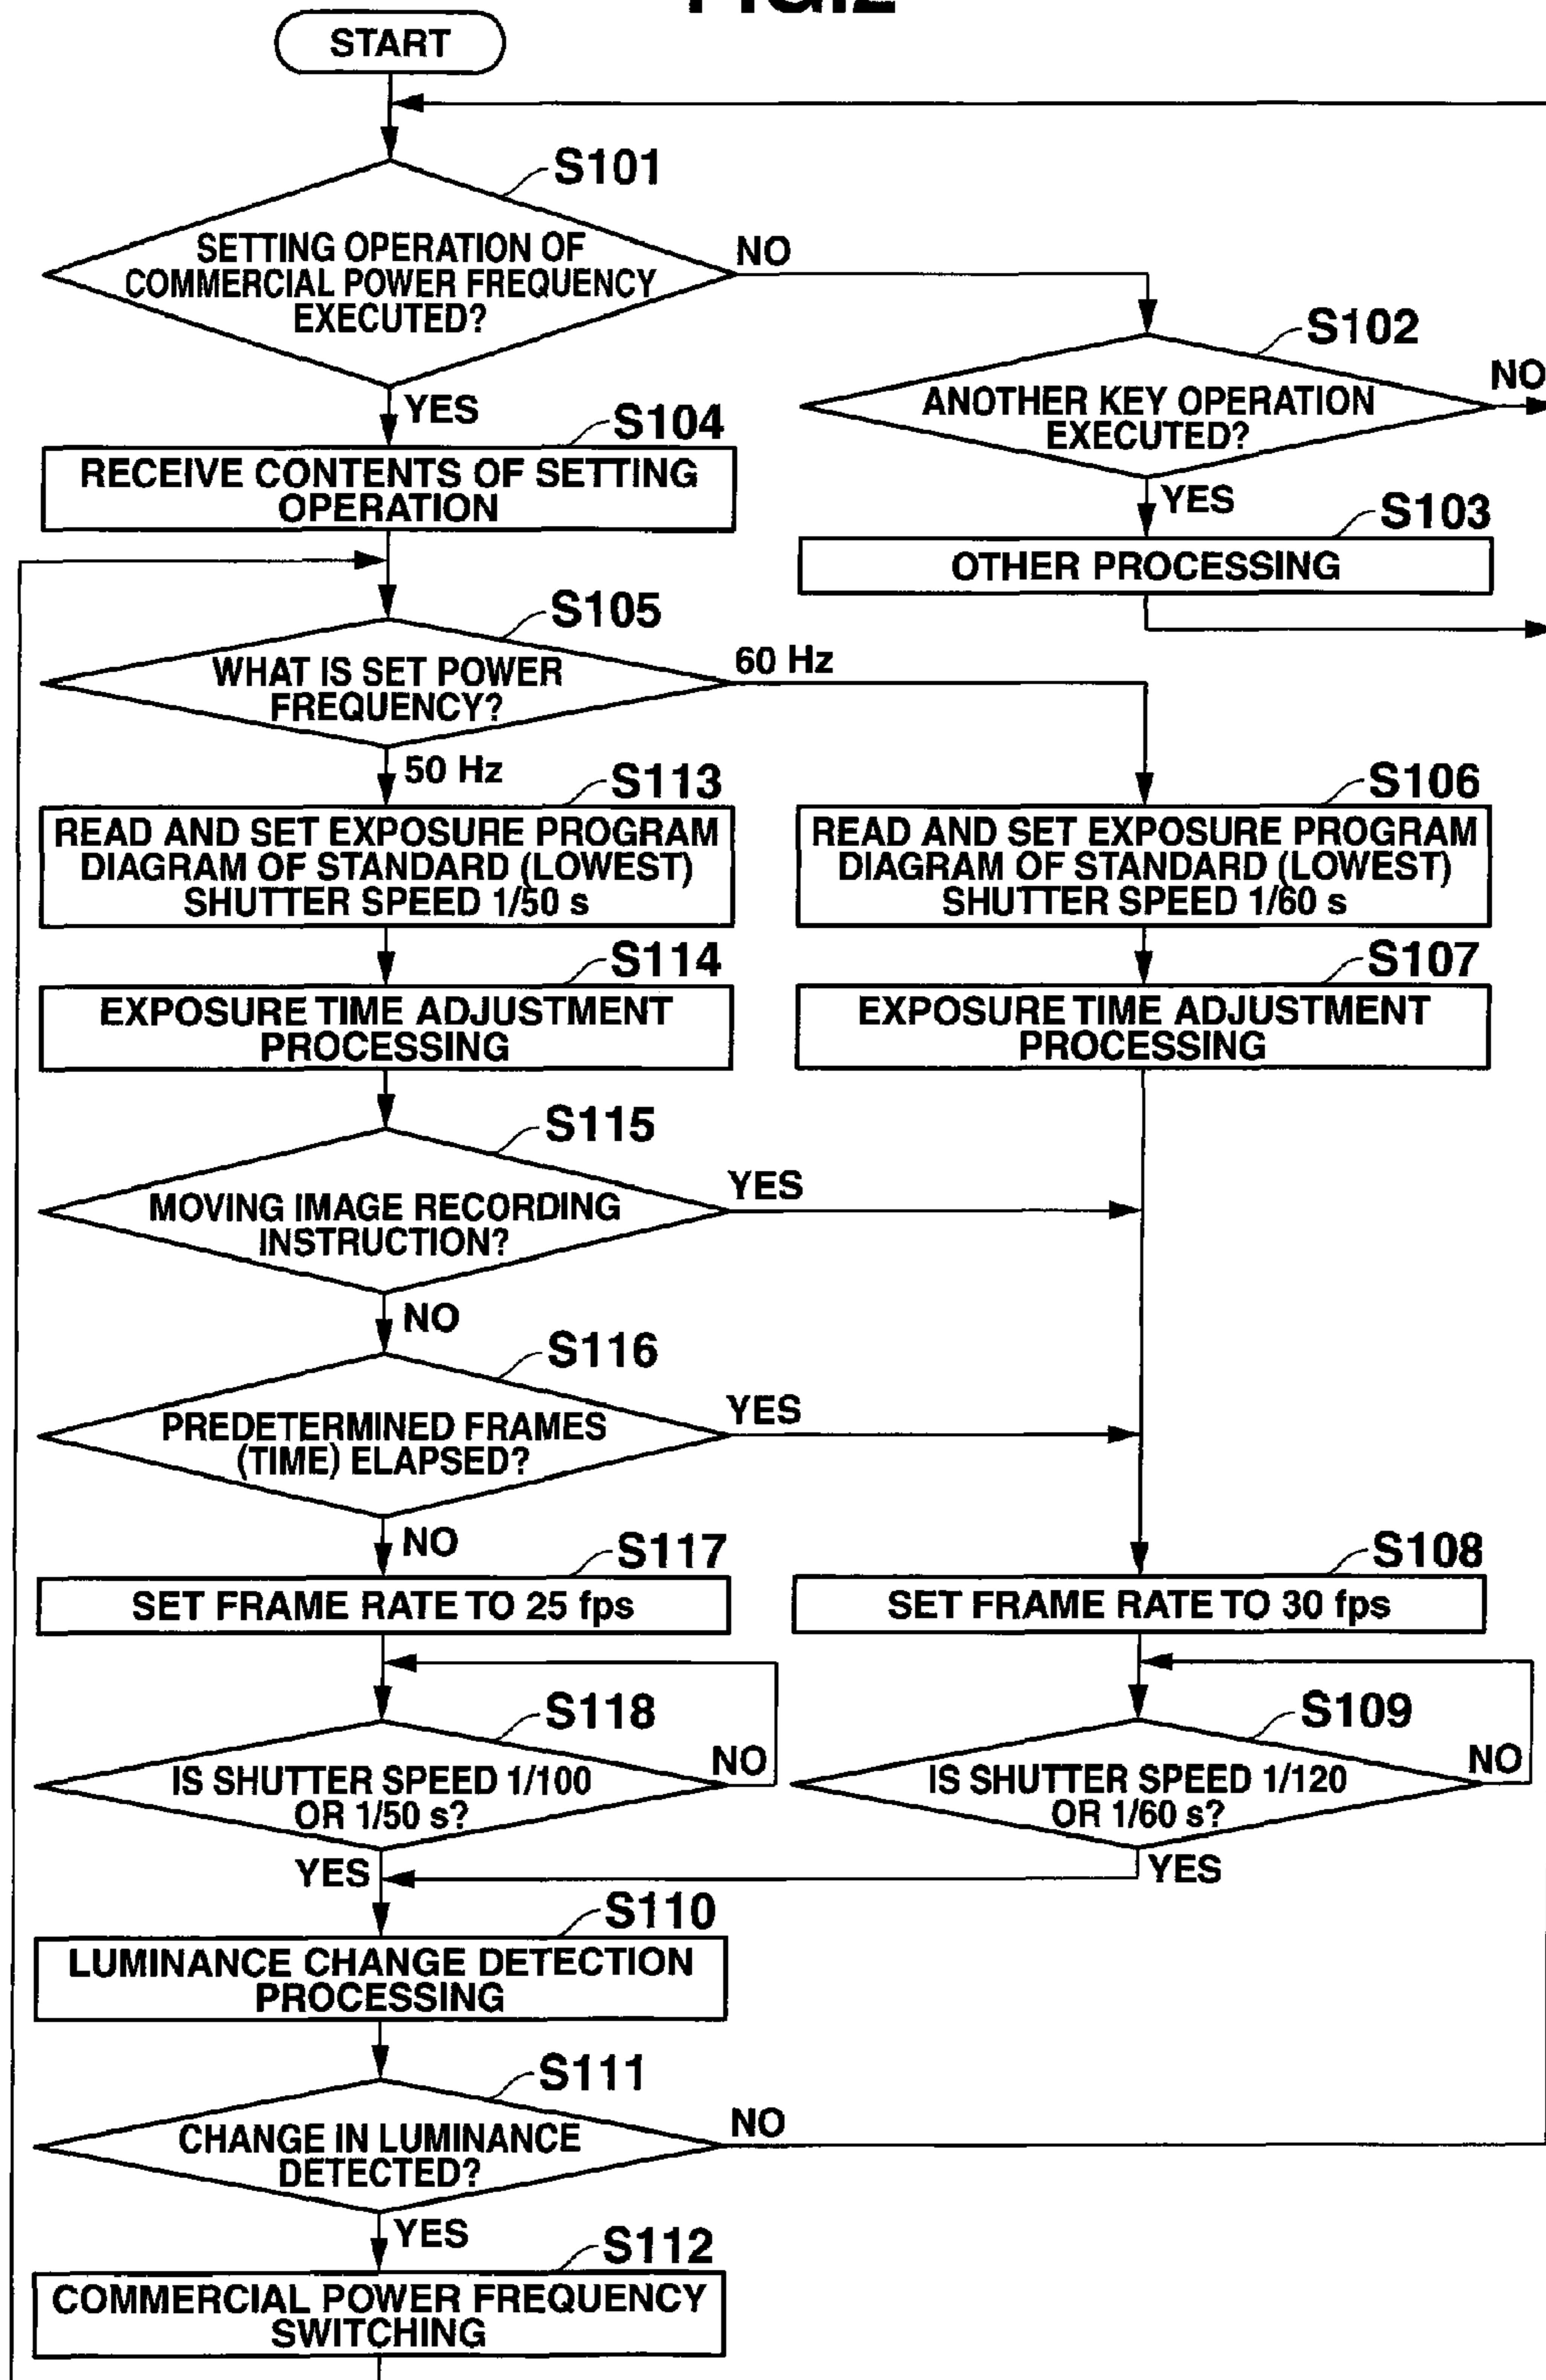 START
S101
SETTING OPERATION OF
COMMERCIAL POWER FREQUENCY
EXECUTED?
NO
S102
ANOTHER KEY OPERATION
EXECUTED?
NO
YES
S104
RECEIVE CONTENTS OF SETTING
OPERATION
YES
S103
OTHER PROCESSING
S105
WHAT IS SET POWER
FREQUENCY?
60 Hz
50 Hz
S113
READ AND SET EXPOSURE PROGRAM
DIAGRAM OF STANDARD (LOWEST)
SHUTTER SPEED 1/50 s
S106
READ AND SET EXPOSURE PROGRAM
DIAGRAM OF STANDARD (LOWEST)
SHUTTER SPEED 1/60 s
S114
EXPOSURE TIME ADJUSTMENT
PROCESSING
S107
EXPOSURE TIME ADJUSTMENT
PROCESSING
S115
MOVING IMAGE RECORDING
INSTRUCTION?
YES
NO
S116
PREDETERMINED FRAMES
(TIME) ELAPSED?
YES
NO
S117
SET FRAME RATE TO 25 fps
S108
SET FRAME RATE TO 30 fps
S118
IS SHUTTER SPEED 1/100
OR 1/50 s?
NO
S109
IS SHUTTER SPEED 1/120
OR 1/60 s?
NO
YES
YES
S110
LUMINANCE CHANGE DETECTION
PROCESSING
S111
CHANGE IN LUMINANCE
DETECTED?
NO
YES
S112
COMMERCIAL POWER FREQUENCY
SWITCHING